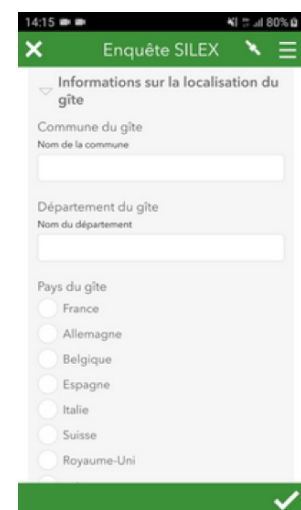 14:15 80%
Enquête SILEX
Informations sur la localisation du
gîte
Commune du gîte
Nom de la commune
Département du gîte
Nom du département
Pays du gîte
France
Allemagne
Belgique
Espagne
Italie
Suisse
Royaume-Uni